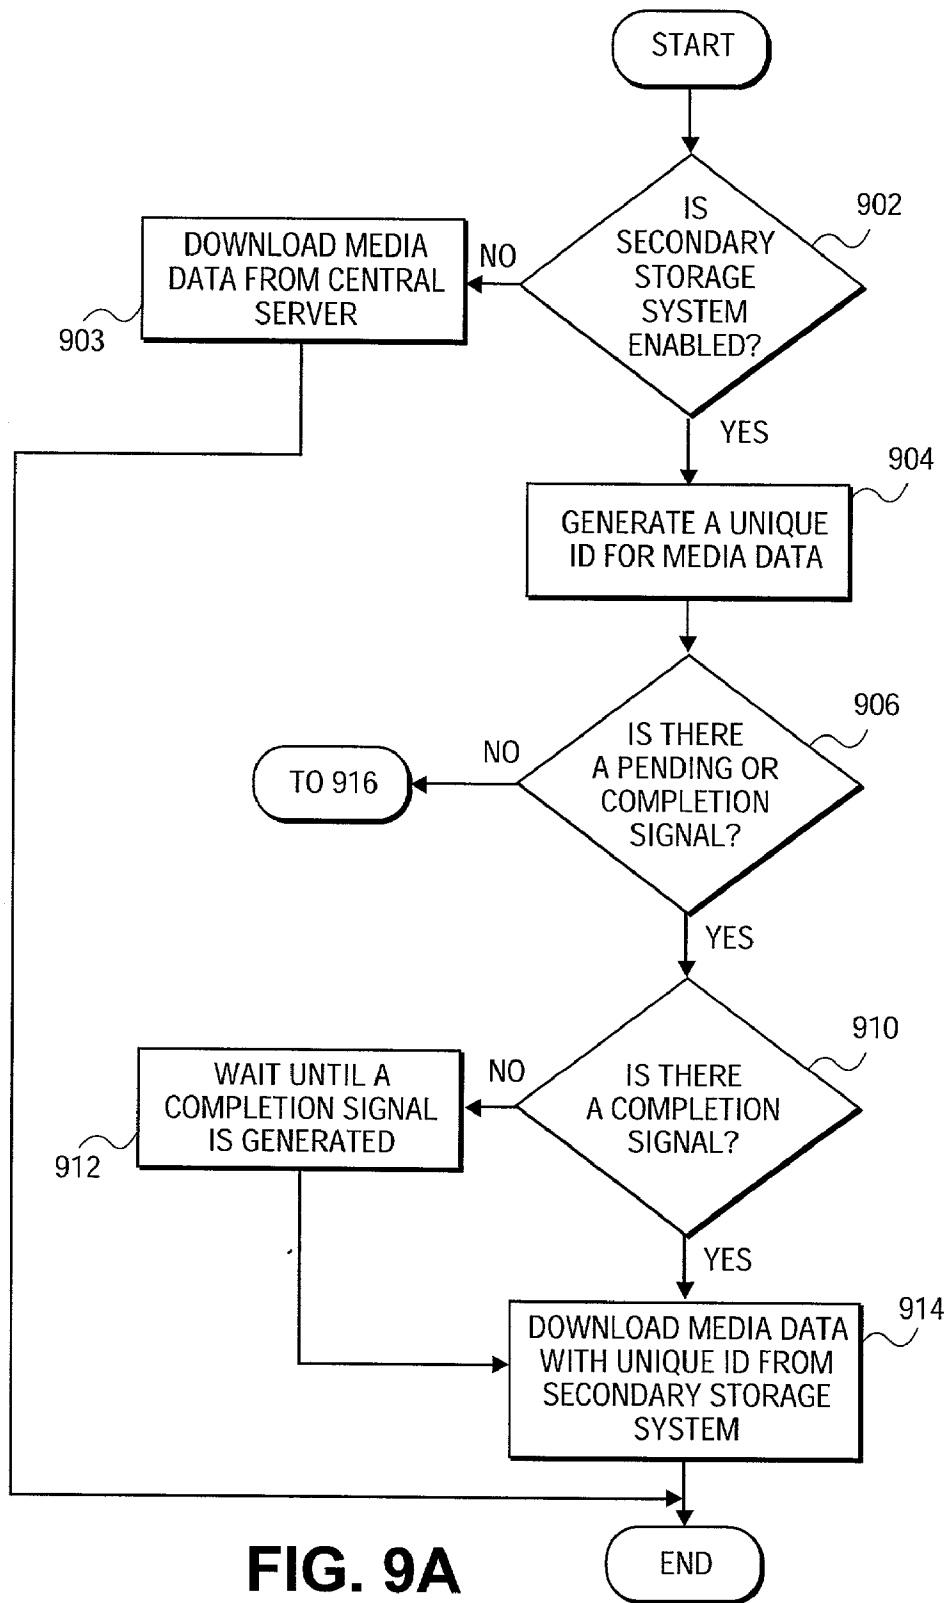 START
IS
SECONDARY
STORAGE
SYSTEM
ENABLED?
902
NO
DOWNLOAD MEDIA
DATA FROM CENTRAL
SERVER
903
YES
904
GENERATE A UNIQUE
ID FOR MEDIA DATA
906
IS THERE
A PENDING OR
COMPLETION
SIGNAL?
NO
TO 916
YES
910
IS THERE
A COMPLETION
SIGNAL?
NO
WAIT UNTIL A
COMPLETION SIGNAL
IS GENERATED
912
YES
914
DOWNLOAD MEDIA DATA
WITH UNIQUE ID FROM
SECONDARY STORAGE
SYSTEM
END
FIG. 9A